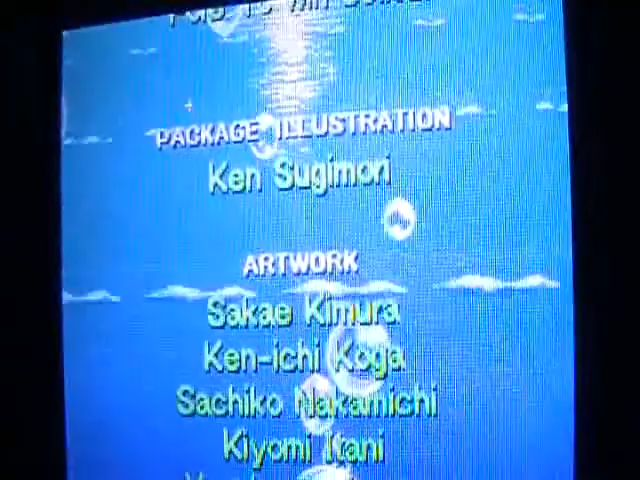 PACKAGE ILLUSTRATION
Ken Sugimori
ARTWORK
Sakae Kimura
Ken-ichi Koga
Sachiko Nakamichi
Kiyomi Itani